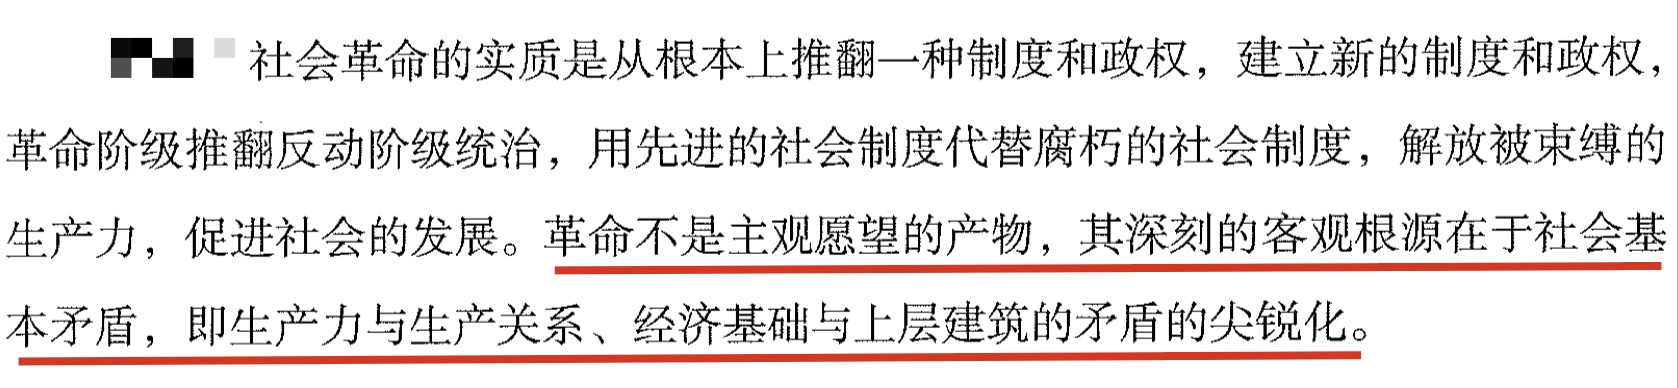 社会革命的实质是从根本上推翻一种制度和政权，建立新的制度和政权，
革命阶级推翻反动阶级统治，用先进的社会制度代替腐朽的社会制度，解放被束缚的
生产力，促进社会的发展。革命不是主观愿望的产物，其深刻的客观根源在于社会基
本矛盾，即生产力与生产关系、经济基础与上层建筑的矛盾的尖锐化。